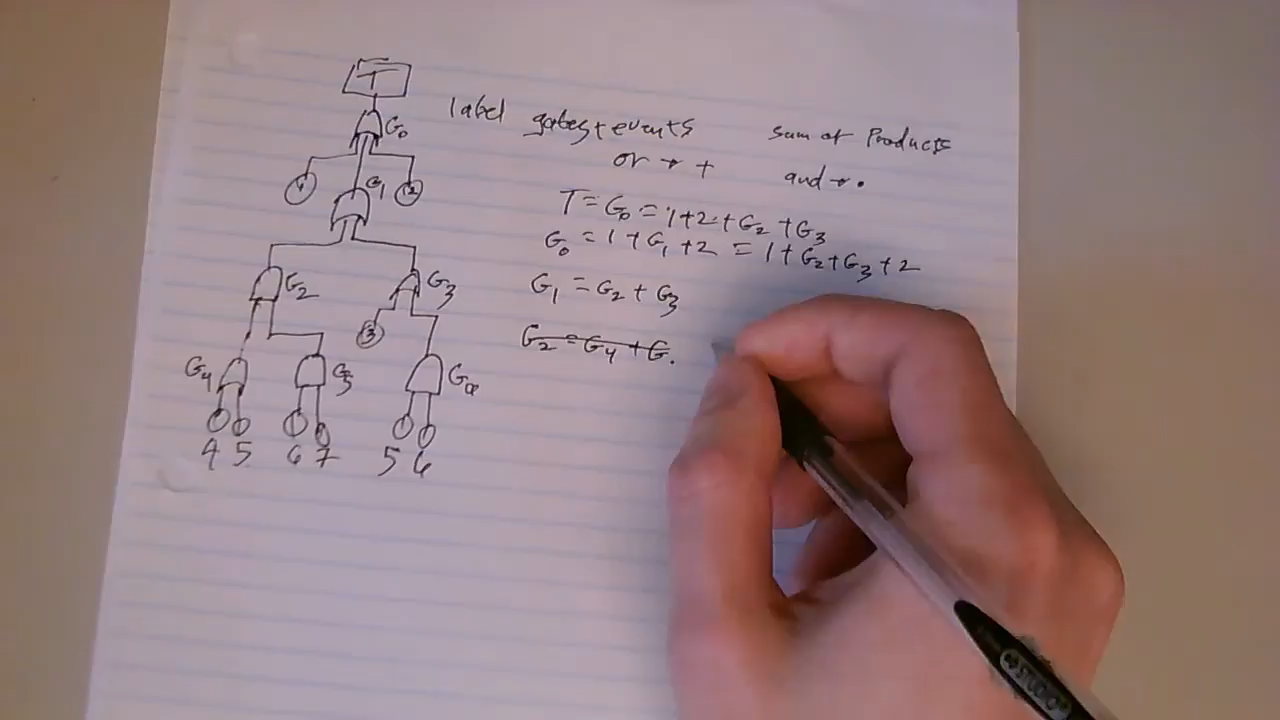 T
G0
label gates + events
sum of Products
or → +
and → •
1
G1
2
T = G0 = 1 + 2 + G2 + G3
G0 = 1 + G1 + 2 = 1 + G2 + G3 + 2
G1 = G2 + G3
G2
G3
3
G2 = G4 + G.
G4
G5
4 5
6 7
5 6
STUDIO